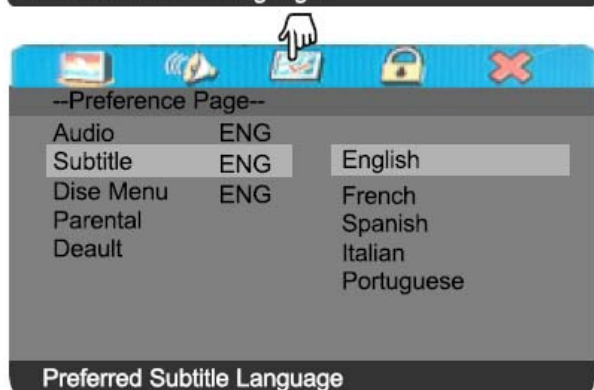 --Preference Page--
Audio ENG
Subtitle ENG English
Dise Menu ENG French
Parental Spanish
Deault Italian
Portuguese
Preferred Subtitle Language